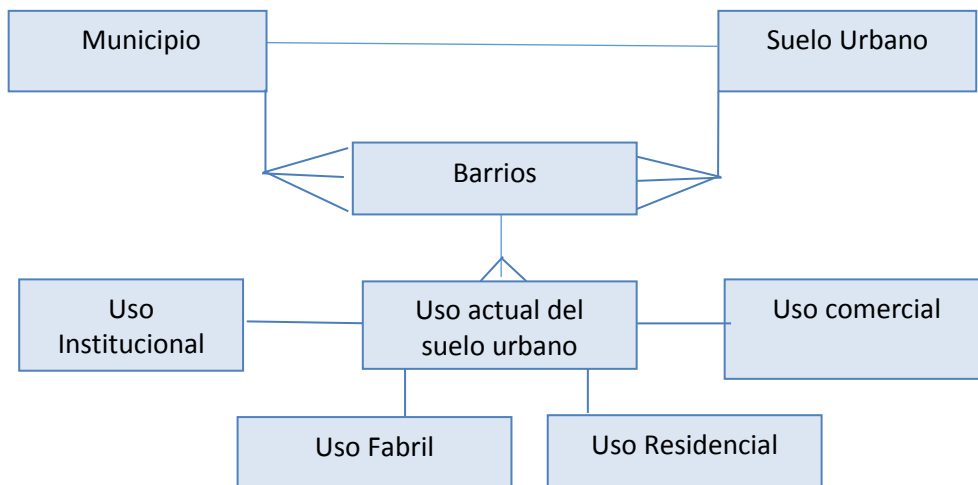 Municipio
Suelo Urbano
Barrios
Uso
Institucional
Uso actual del
suelo urbano
Uso comercial
Uso Fabril
Uso Residencial